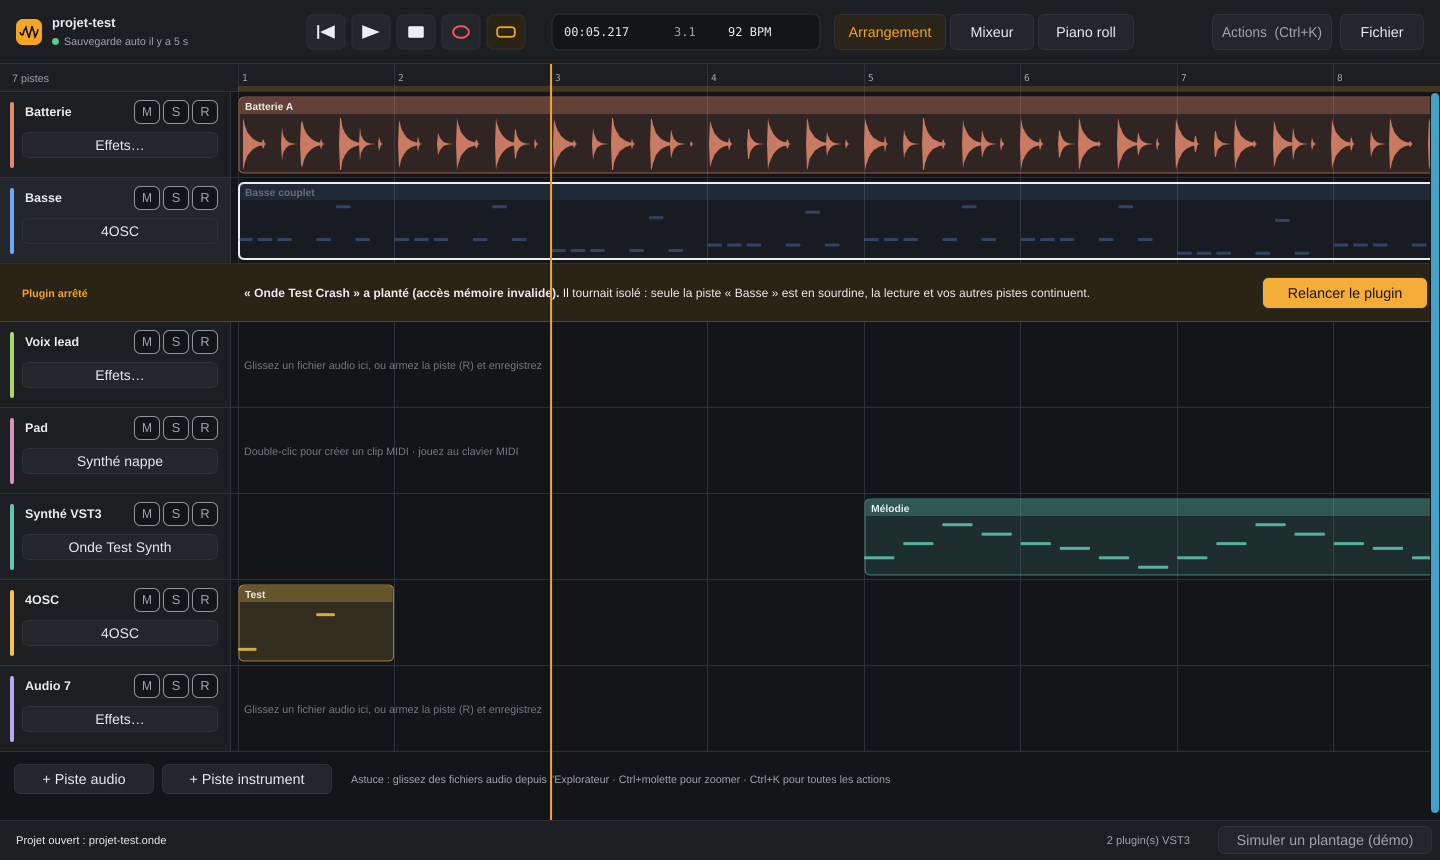 projet-test
Sauvegarde auto il y a 5 s
00:05.217 3.1 92 BPM
Arrangement Mixeur Piano roll
Actions (Ctrl+K) Fichier
7 pistes
1 2 3 4 5 6 7 8
Batterie M S R
Effets…
Batterie A
Basse M S R
4OSC
Basse couplet
Plugin arrêté
« Onde Test Crash » a planté (accès mémoire invalide). Il tournait isolé : seule la piste « Basse » est en sourdine, la lecture et vos autres pistes continuent.
Relancer le plugin
Voix lead M S R
Effets…
Glissez un fichier audio ici, ou armez la piste (R) et enregistrez
Pad M S R
Synthé nappe
Double-clic pour créer un clip MIDI · jouez au clavier MIDI
Synthé VST3 M S R
Onde Test Synth
Mélodie
4OSC M S R
4OSC
Test
Audio 7 M S R
Effets…
Glissez un fichier audio ici, ou armez la piste (R) et enregistrez
+ Piste audio + Piste instrument
Astuce : glissez des fichiers audio depuis l'Explorateur · Ctrl+molette pour zoomer · Ctrl+K pour toutes les actions
Projet ouvert : projet-test.onde
2 plugin(s) VST3
Simuler un plantage (démo)